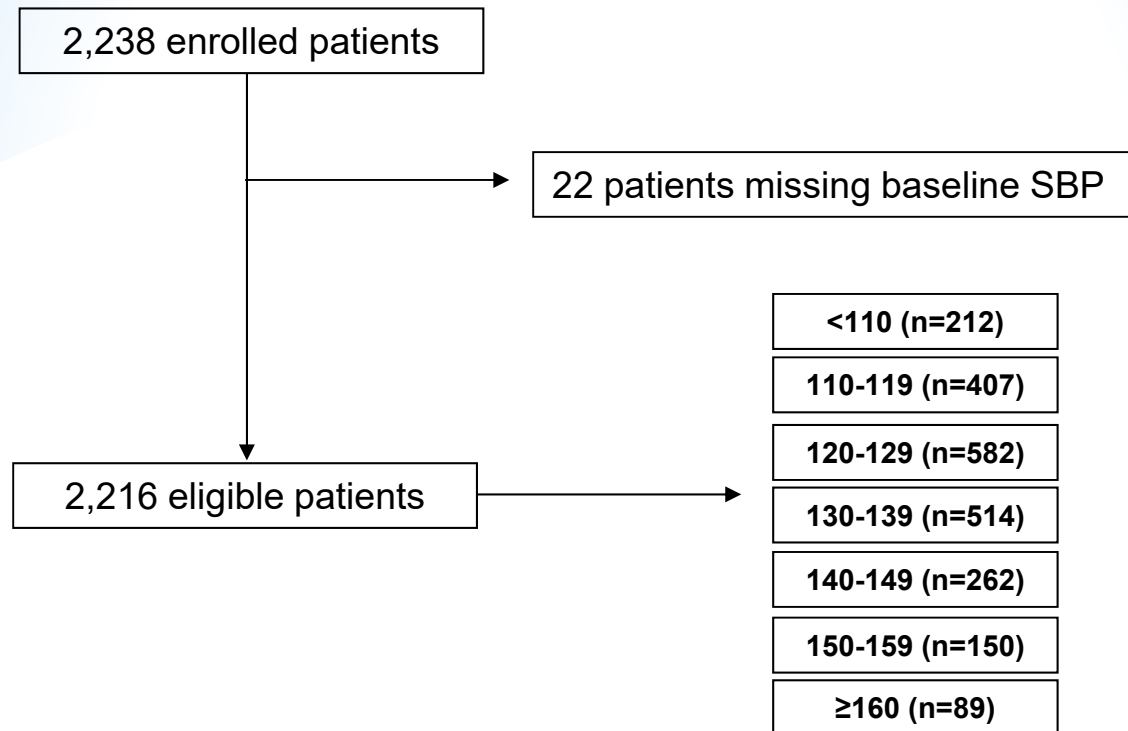 2,238 enrolled patients
22 patients missing baseline SBP
2,216 eligible patients
<110 (n=212)
110-119 (n=407)
120-129 (n=582)
130-139 (n=514)
140-149 (n=262)
150-159 (n=150)
≥160 (n=89)